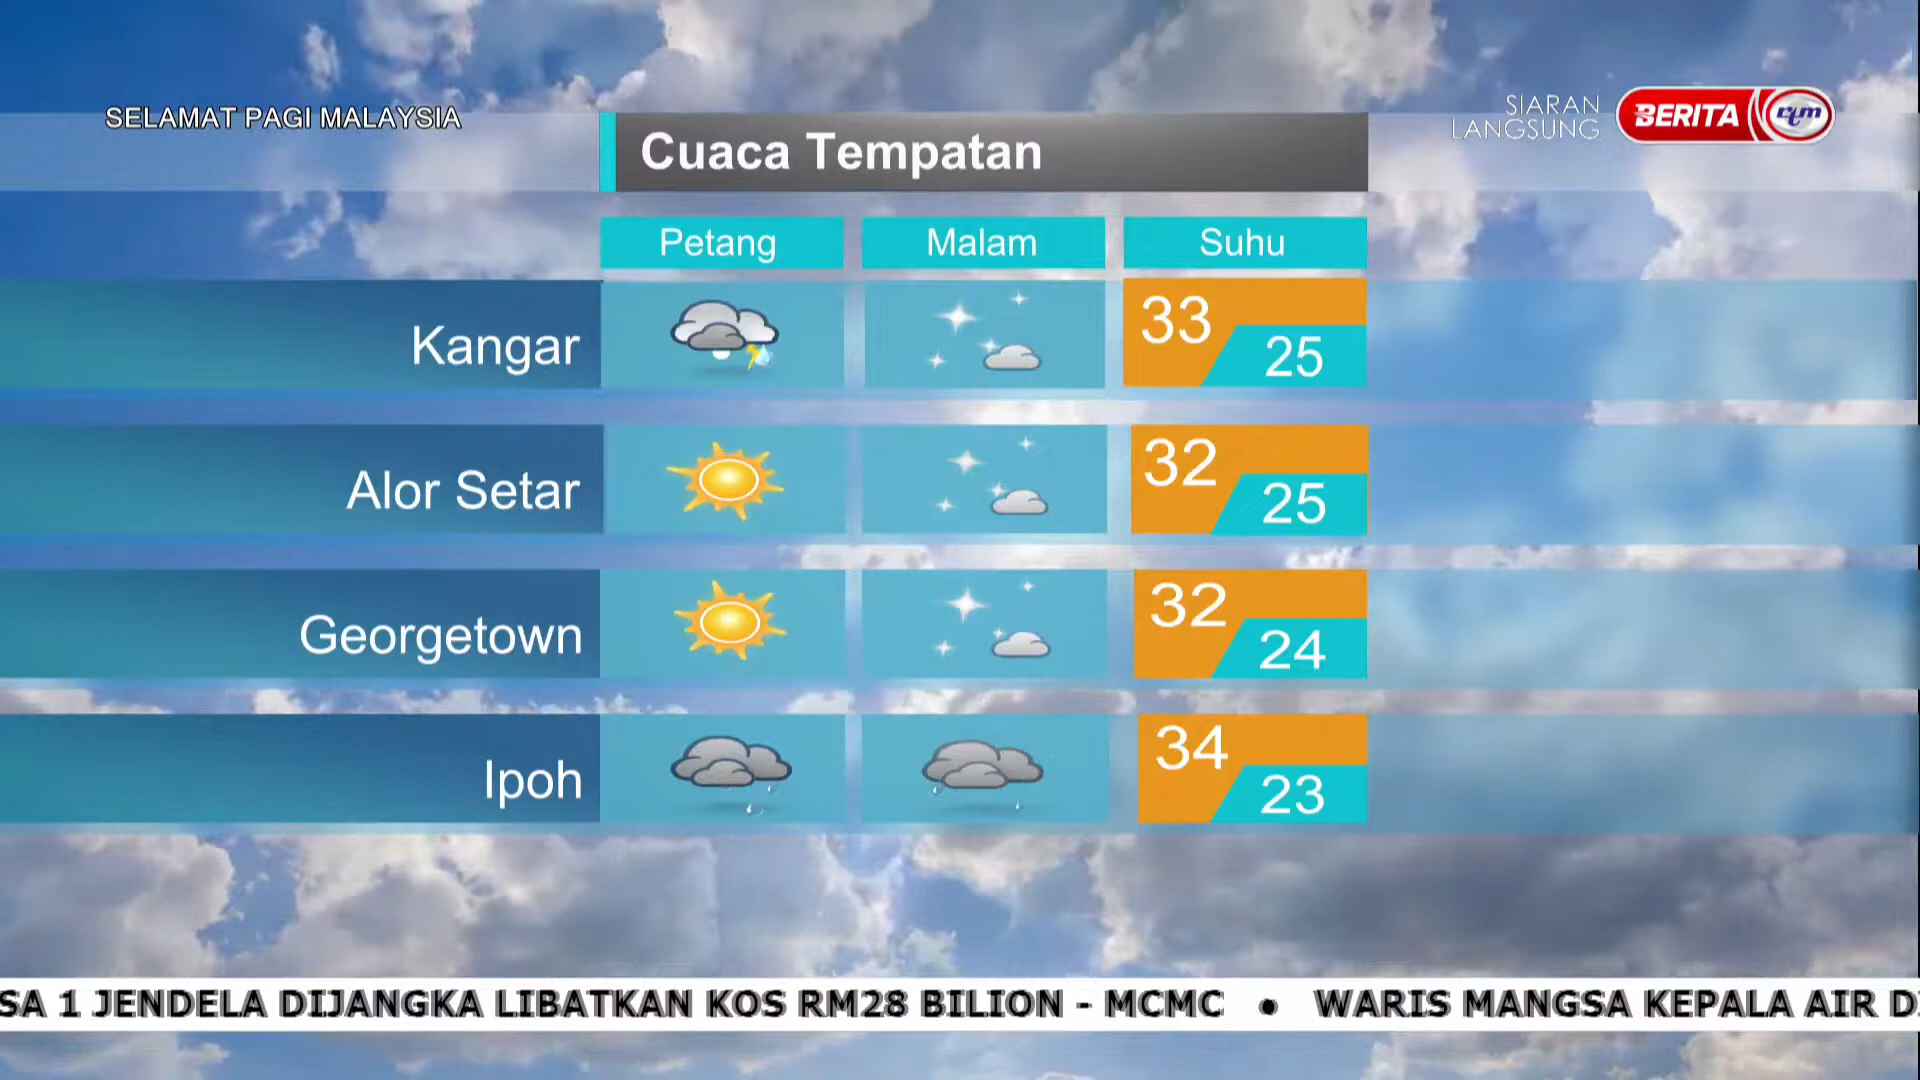 SELAMAT PAGI MALAYSIA
SIARAN
LANGSUNG
BERITA rtm
Cuaca Tempatan
Petang Malam Suhu
Kangar 33 25
Alor Setar 32 25
Georgetown 32 24
Ipoh 34 23
SA 1 JENDELA DIJANGKA LIBATKAN KOS RM28 BILION - MCMC • WARIS MANGSA KEPALA AIR D